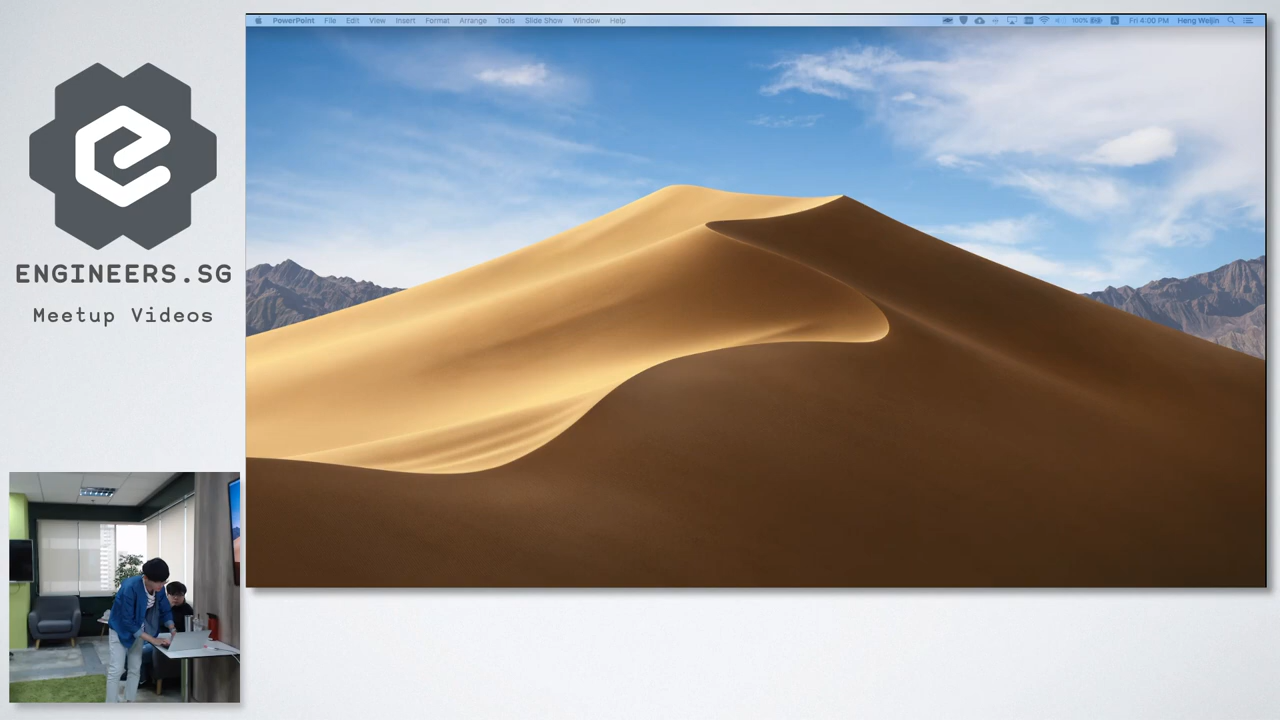 ENGINEERS.SG
Meetup Videos
PowerPoint File Edit View Insert Format Arrange Tools Slide Show Window Help
100% Fri 4:00 PM Heng Weijin